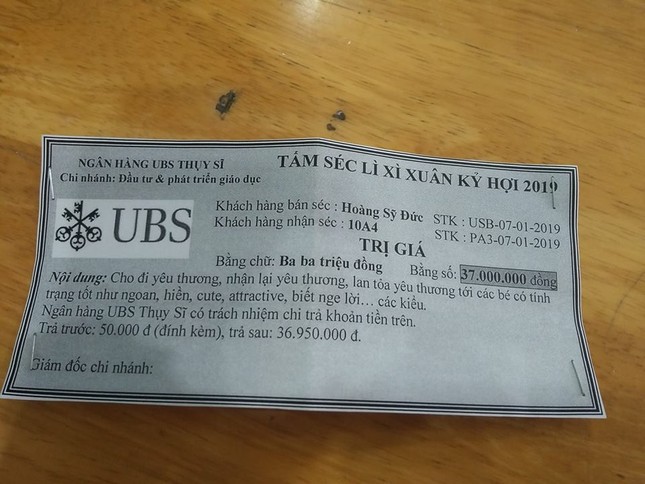 NGÂN HÀNG UBS THỤY SĨ
Chi nhánh: Đầu tư & phát triển giáo dục
TẤM SÉC LÌ XÌ XUÂN KỶ HỢI 2019
UBS
Khách hàng bán séc : Hoàng Sỹ Đức STK : USB-07-01-2019
Khách hàng nhận séc : 10A4 STK : PA3-07-01-2019
TRỊ GIÁ
Bằng chữ: Ba ba triệu đồng Bằng số: 37.000.000 đồng
Nội dung: Cho đi yêu thương, nhận lại yêu thương, lan tỏa yêu thương tới các bé có tính
trạng tốt như ngoan, hiền, cute, attractive, biết nge lời… các kiểu.
Ngân hàng UBS Thụy Sĩ có trách nhiệm chi trả khoản tiền trên.
Trả trước: 50.000 đ (đính kèm), trả sau: 36.950.000 đ.
Giám đốc chi nhánh: